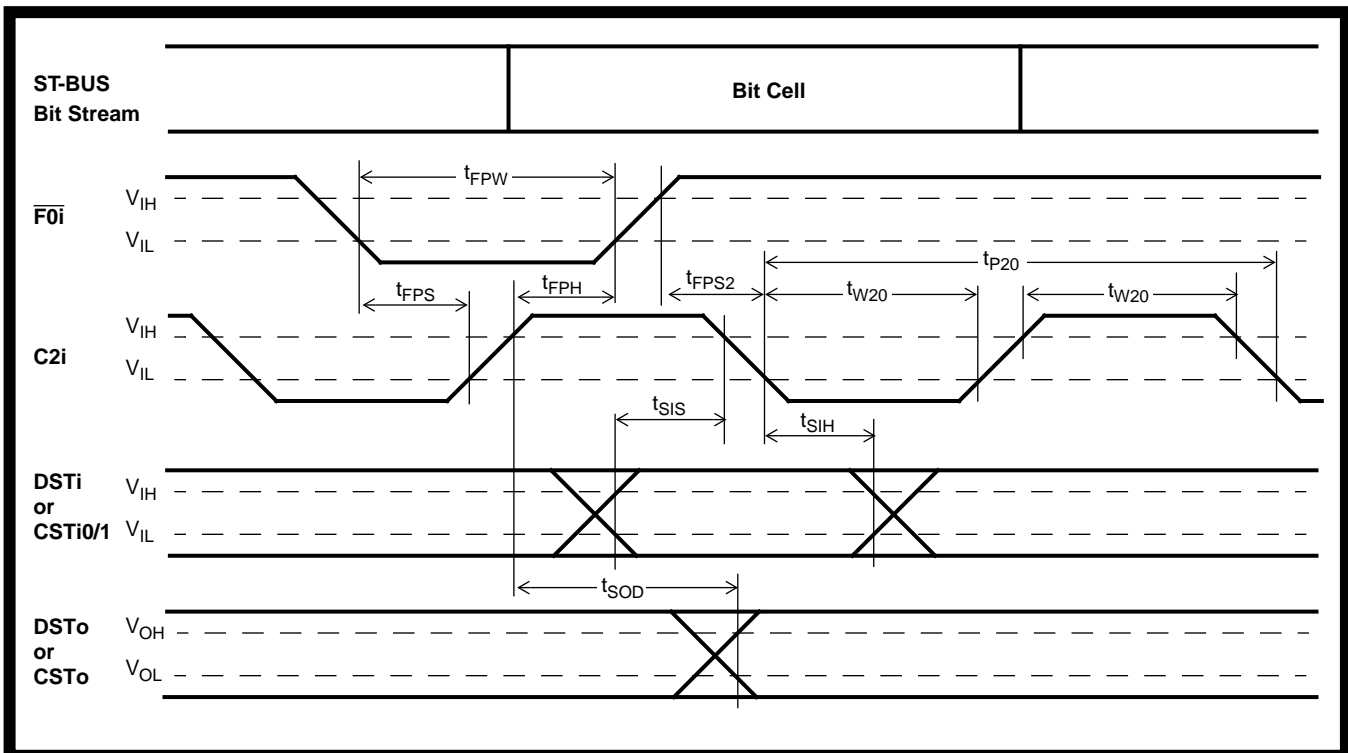 ST-BUS
Bit Stream
Bit Cell
F0i
VIH
VIL
tFPW
tFPS
tFPH
tFPS2
tP20
tW20
tW20
C2i
VIH
VIL
tSIS
tSIH
DSTi
or
CSTi0/1
VIH
VIL
tSOD
DSTo
or
CSTo
VOH
VOL